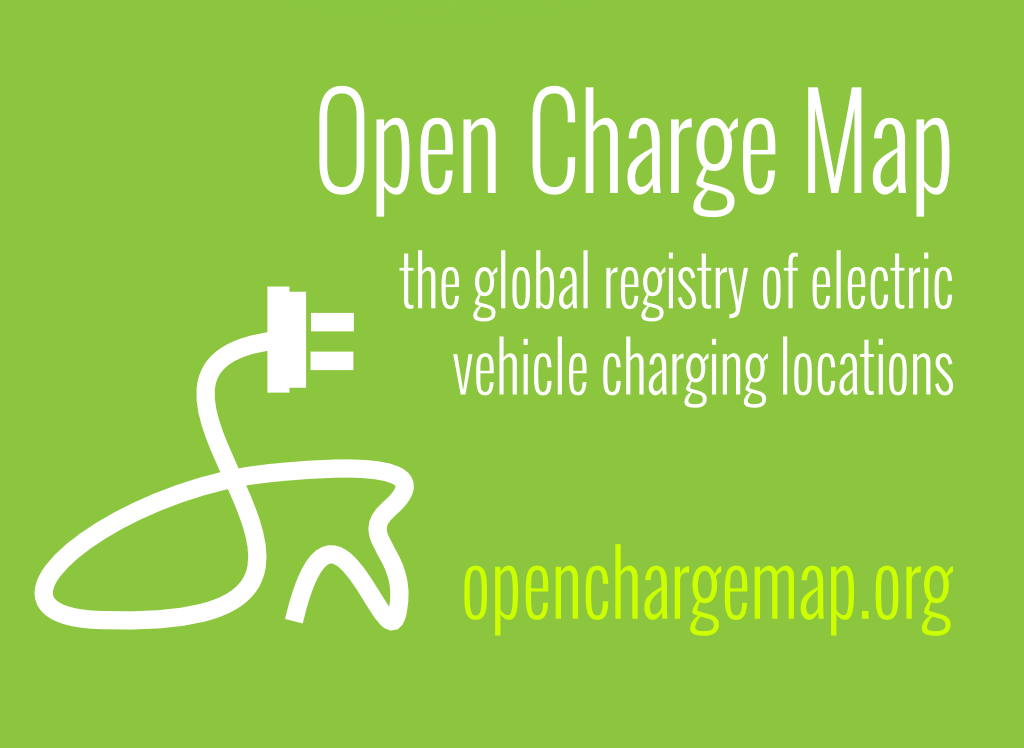 Open Charge Map
the global registry of electric
vehicle charging locations
openchargemap.org